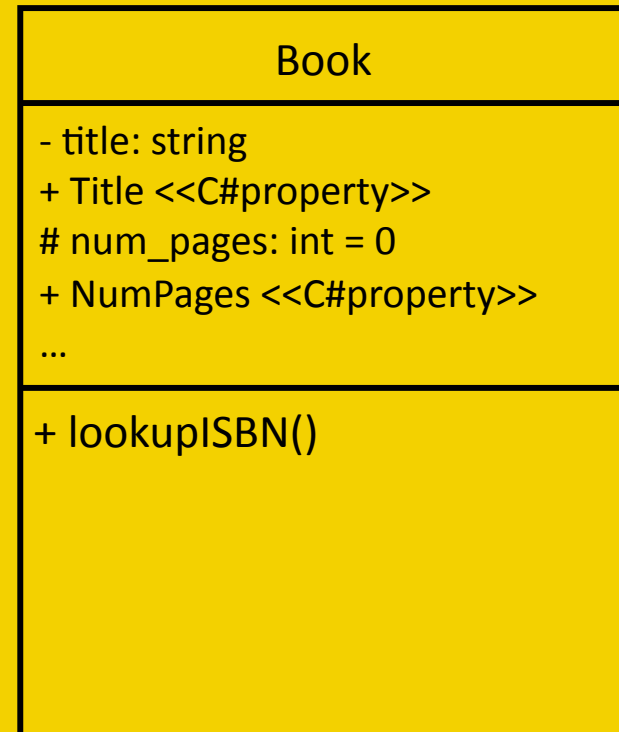 Book
- title: string
+ Title <<C#property>>
# num_pages: int = 0
+ NumPages <<C#property>>
…
+ lookupISBN()